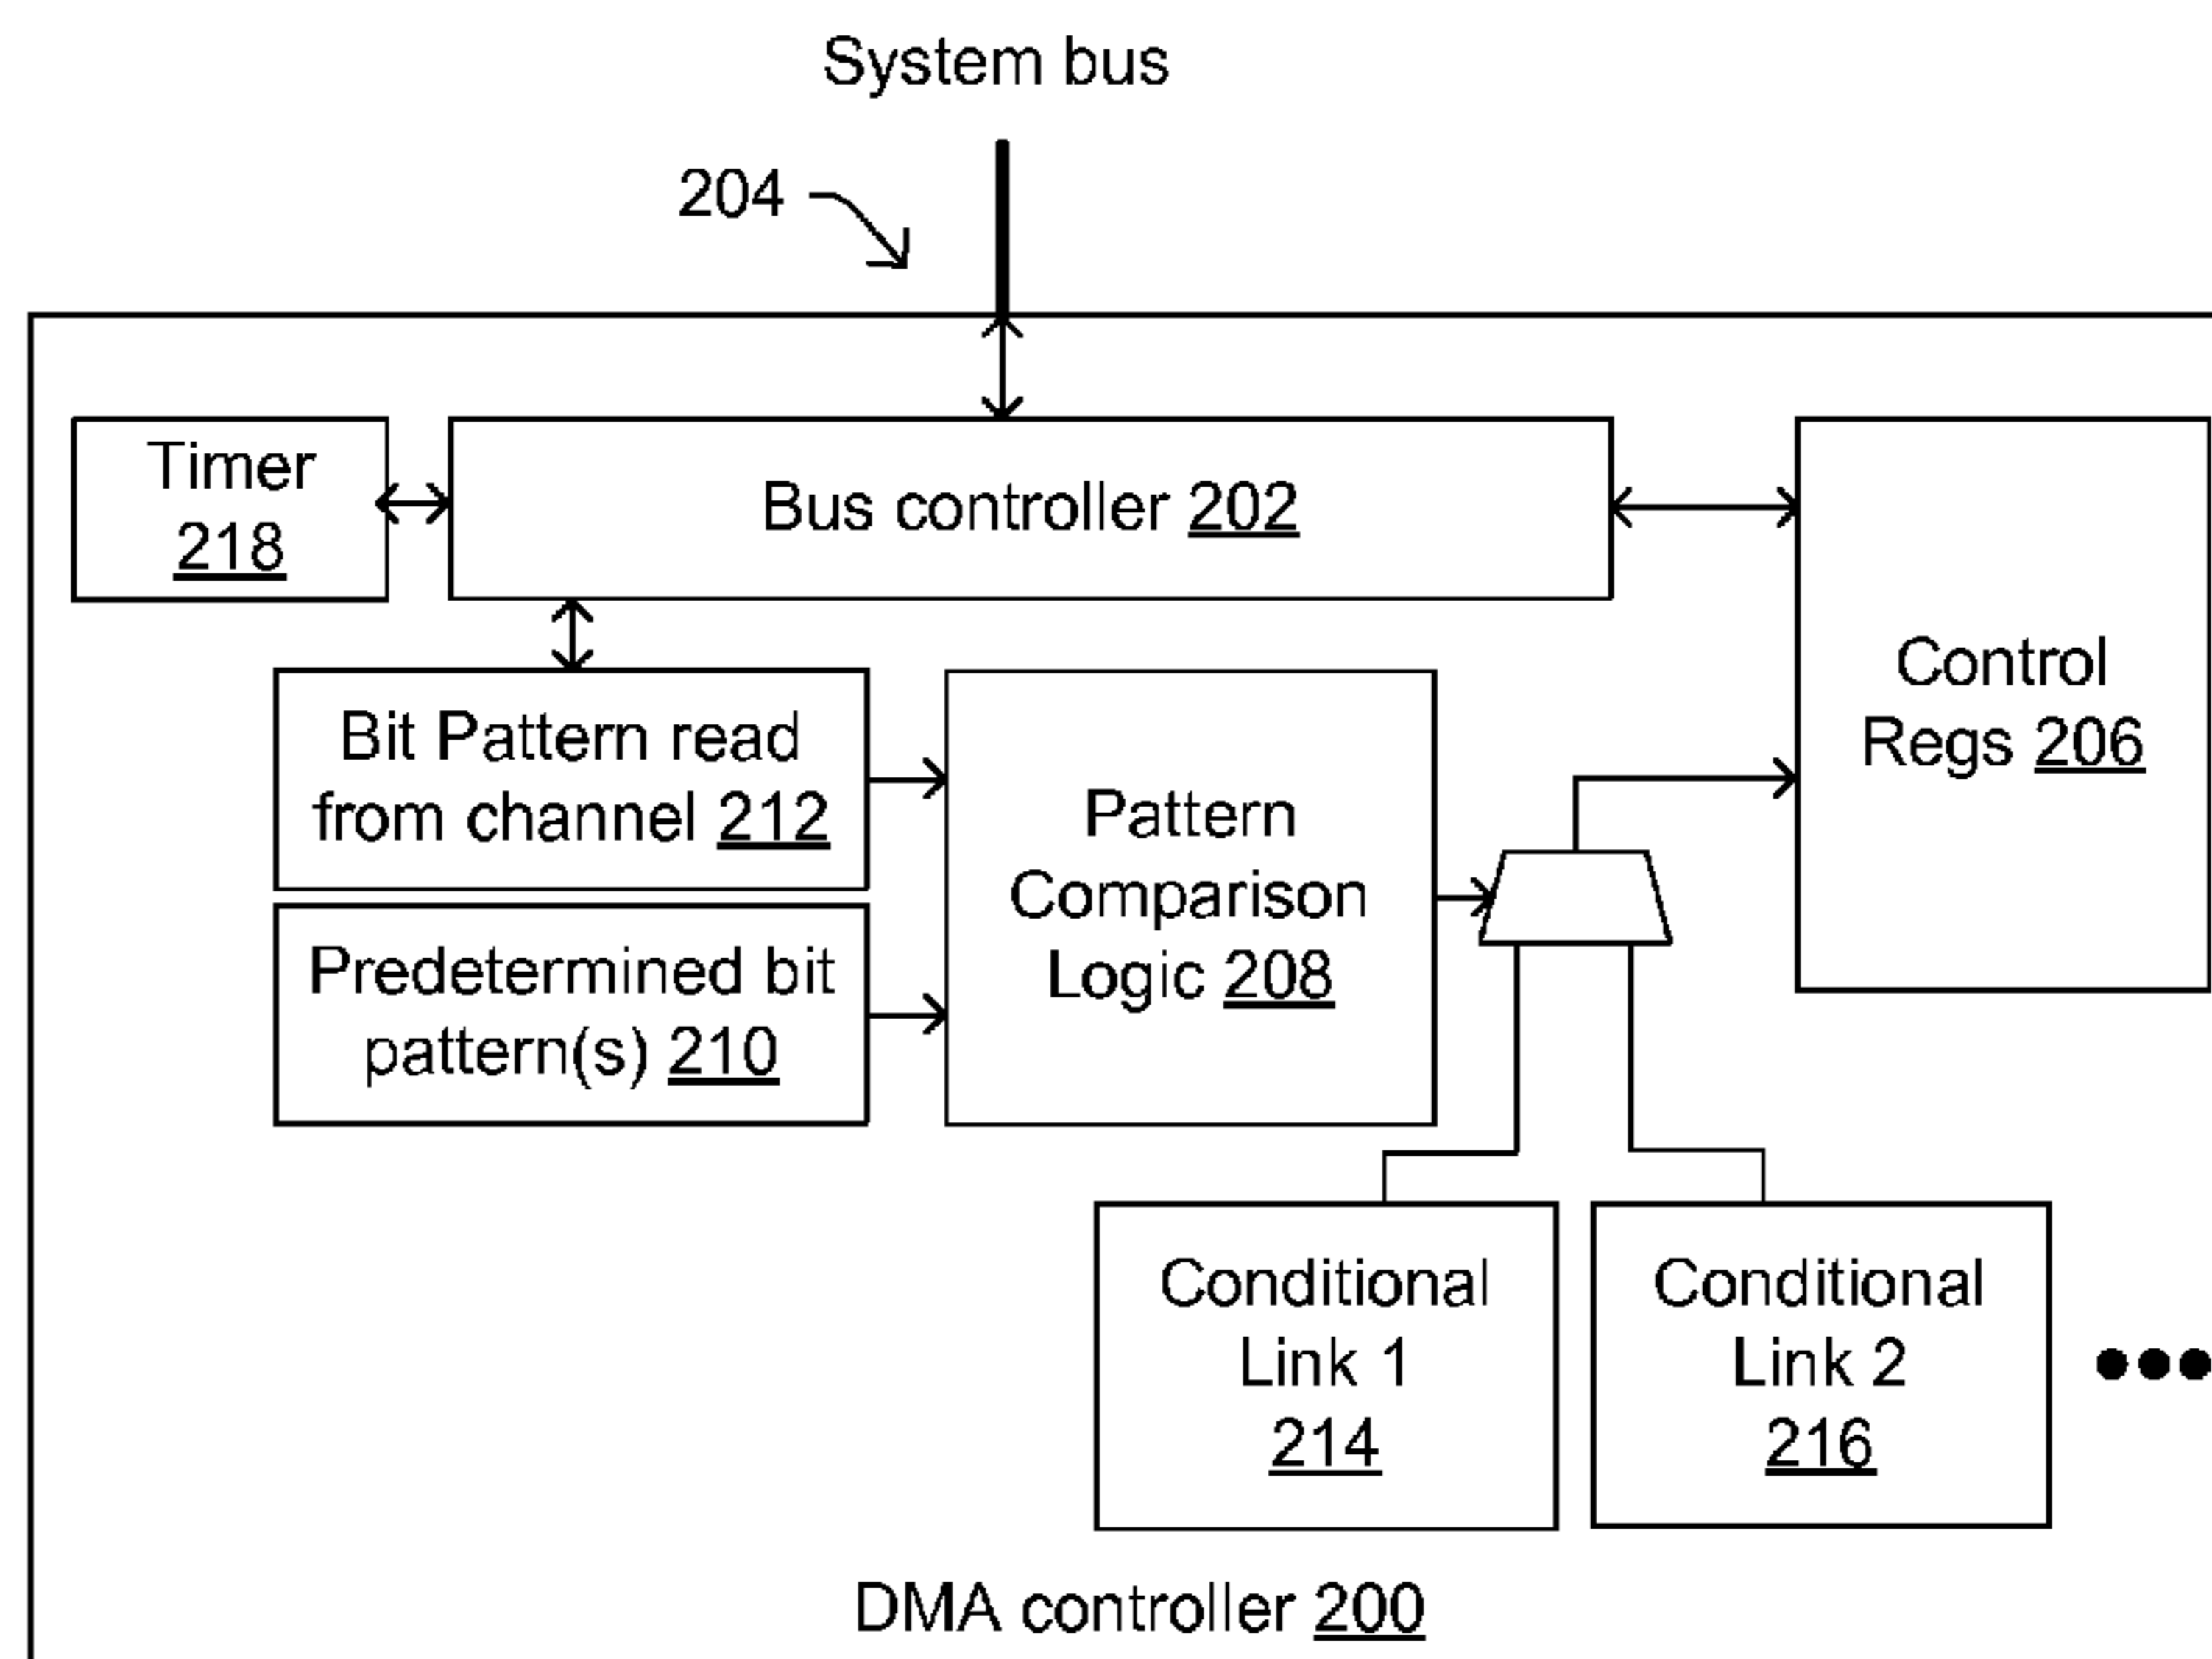 System bus
204
Timer
218
Bus controller 202
Control
Regs 206
Bit Pattern read
from channel 212
Predetermined bit
pattern(s) 210
Pattern
Comparison
Logic 208
Conditional
Link 1
214
Conditional
Link 2
216
DMA controller 200